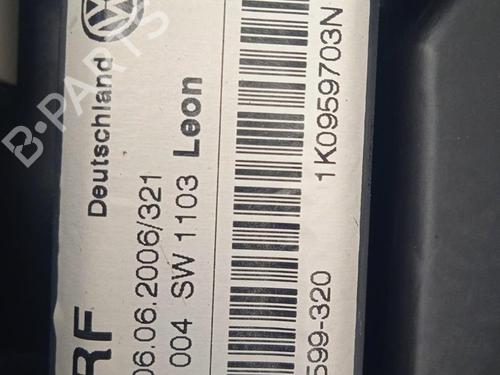 Deutschland
RF
06.06.2006/321
004 SW 1103 Leon
1K0959703N
599-320
B-PARTS